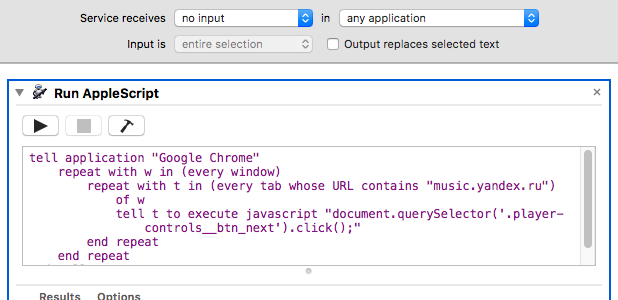 Service receives no input in any application
Input is entire selection Output replaces selected text
Run AppleScript
tell application "Google Chrome"
repeat with w in (every window)
repeat with t in (every tab whose URL contains "music.yandex.ru")
of w
tell t to execute javascript "document.querySelector('.player-
controls__btn_next').click();"
end repeat
end repeat
Results Options